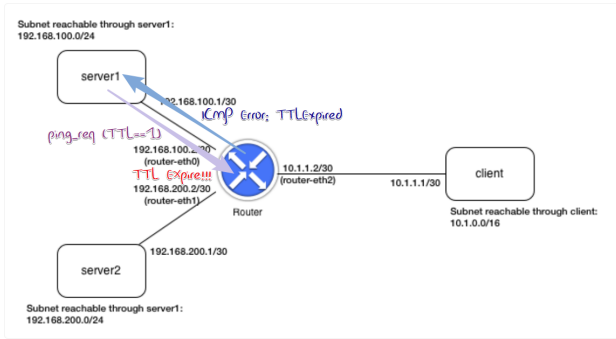 Subnet reachable through server1:
192.168.100.0/24
server1
192.168.100.1/30
ICMP Error: TTLExpired
ping_req (TTL==1)
192.168.100.2/30
(router-eth0)
TTL Expire!!!
192.168.200.2/30
(router-eth1)
Router
10.1.1.2/30
(router-eth2)
10.1.1.1/30
client
Subnet reachable through client:
10.1.0.0/16
192.168.200.1/30
server2
Subnet reachable through server1:
192.168.200.0/24